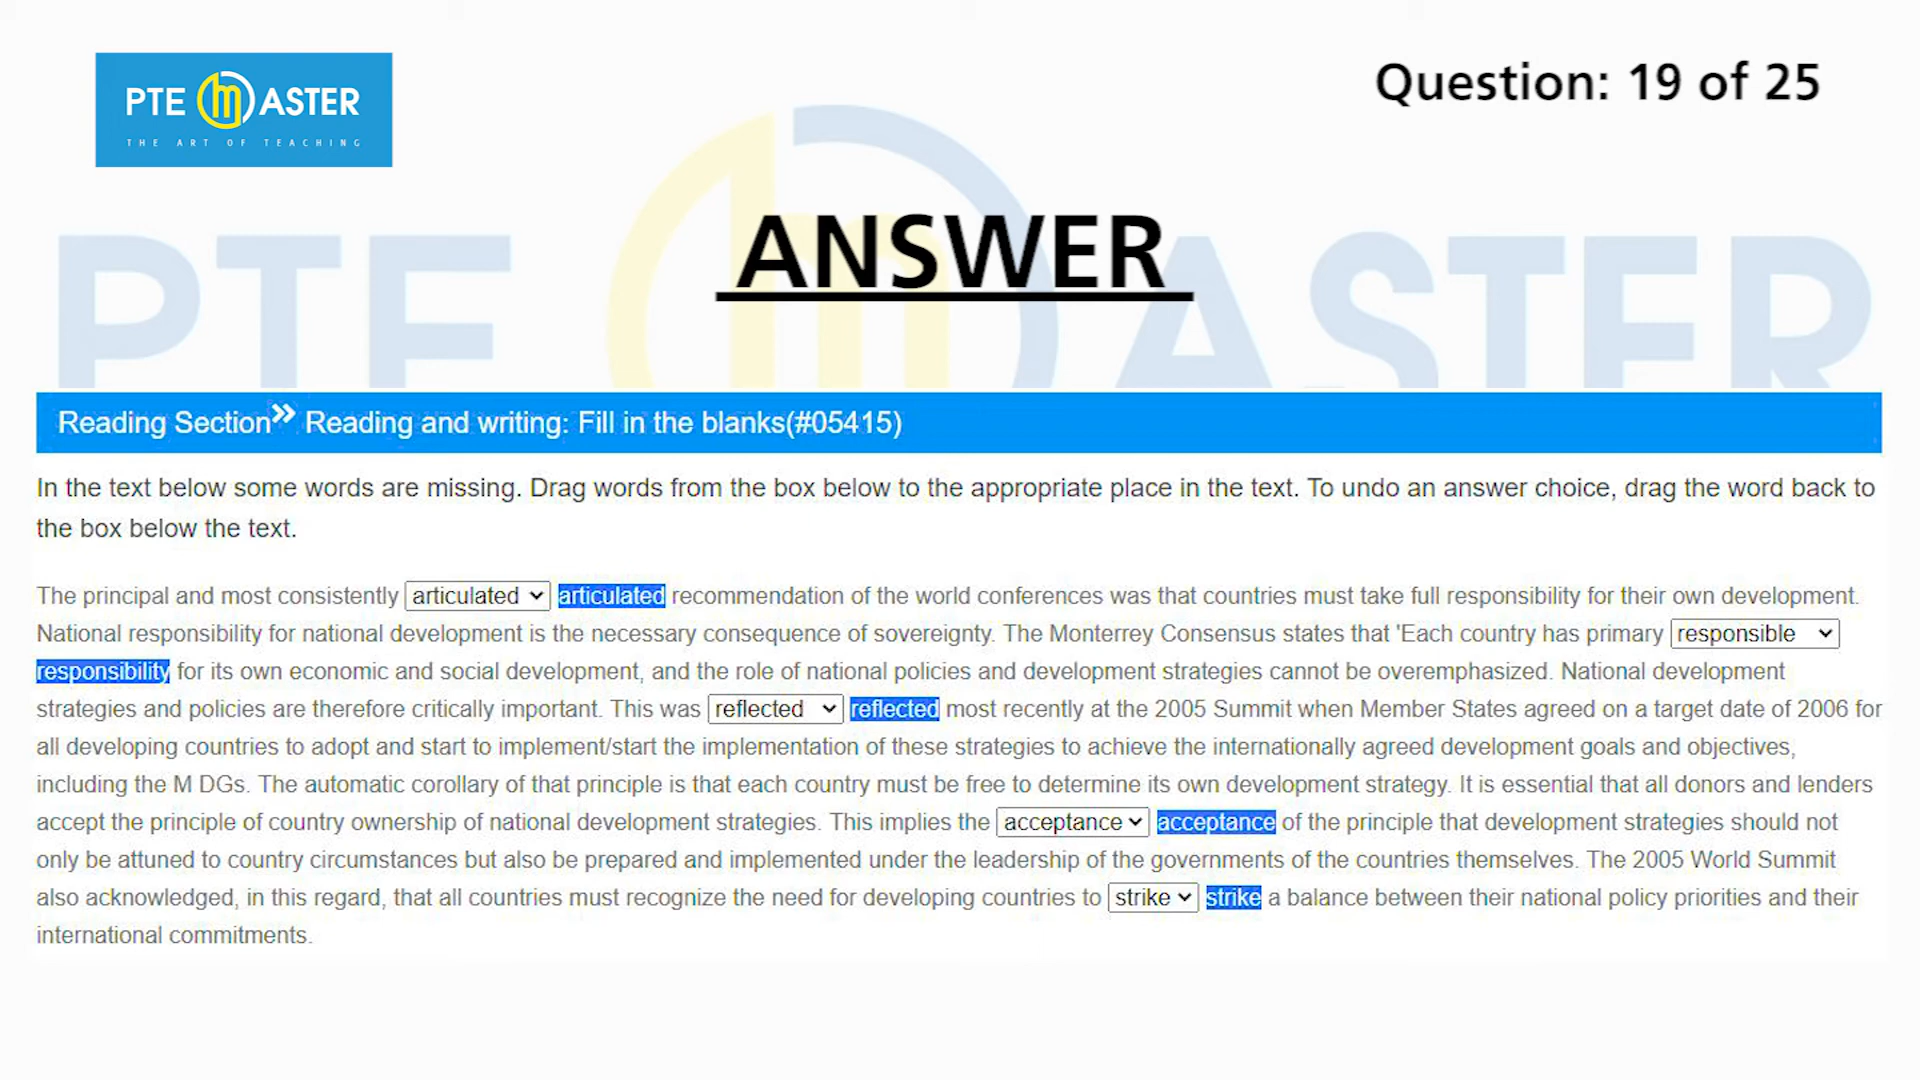 PTE MASTER
THE ART OF TEACHING
Question: 19 of 25
PTE MASTER
ANSWER
Reading Section» Reading and writing: Fill in the blanks(#05415)
In the text below some words are missing. Drag words from the box below to the appropriate place in the text. To undo an answer choice, drag the word back to
the box below the text.
The principal and most consistently articulated articulated recommendation of the world conferences was that countries must take full responsibility for their own development.
National responsibility for national development is the necessary consequence of sovereignty. The Monterrey Consensus states that 'Each country has primary responsible
responsibility for its own economic and social development, and the role of national policies and development strategies cannot be overemphasized. National development
strategies and policies are therefore critically important. This was reflected reflected most recently at the 2005 Summit when Member States agreed on a target date of 2006 for
all developing countries to adopt and start to implement/start the implementation of these strategies to achieve the internationally agreed development goals and objectives,
including the M DGs. The automatic corollary of that principle is that each country must be free to determine its own development strategy. It is essential that all donors and lenders
accept the principle of country ownership of national development strategies. This implies the acceptance acceptance of the principle that development strategies should not
only be attuned to country circumstances but also be prepared and implemented under the leadership of the governments of the countries themselves. The 2005 World Summit
also acknowledged, in this regard, that all countries must recognize the need for developing countries to strike strike a balance between their national policy priorities and their
international commitments.